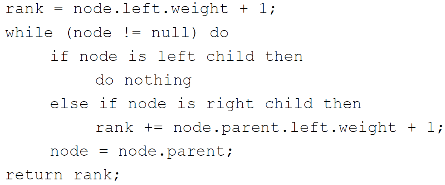 rank = node.left.weight + 1;
while (node != null) do
if node is left child then
do nothing
else if node is right child then
rank += node.parent.left.weight + 1;
node = node.parent;
return rank;